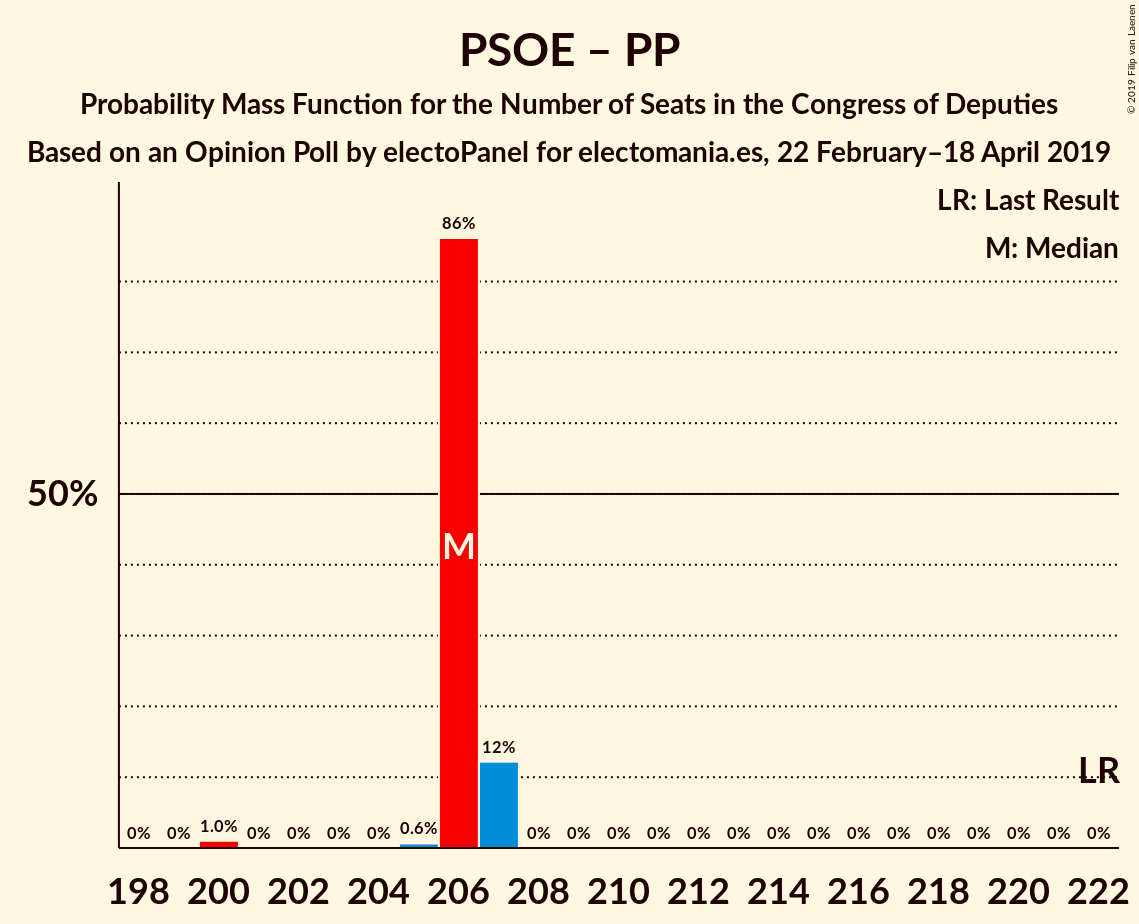 PSOE – PP
Probability Mass Function for the Number of Seats in the Congress of Deputies
Based on an Opinion Poll by electoPanel for electomania.es, 22 February–18 April 2019
© 2019 Filip van Laenen
LR: Last Result
M: Median
86%
50%
M
12%
LR
0% 0% 1.0% 0% 0% 0% 0% 0.6% 0% 0% 0% 0% 0% 0% 0% 0% 0% 0% 0% 0% 0% 0% 0%
198 200 202 204 206 208 210 212 214 216 218 220 222